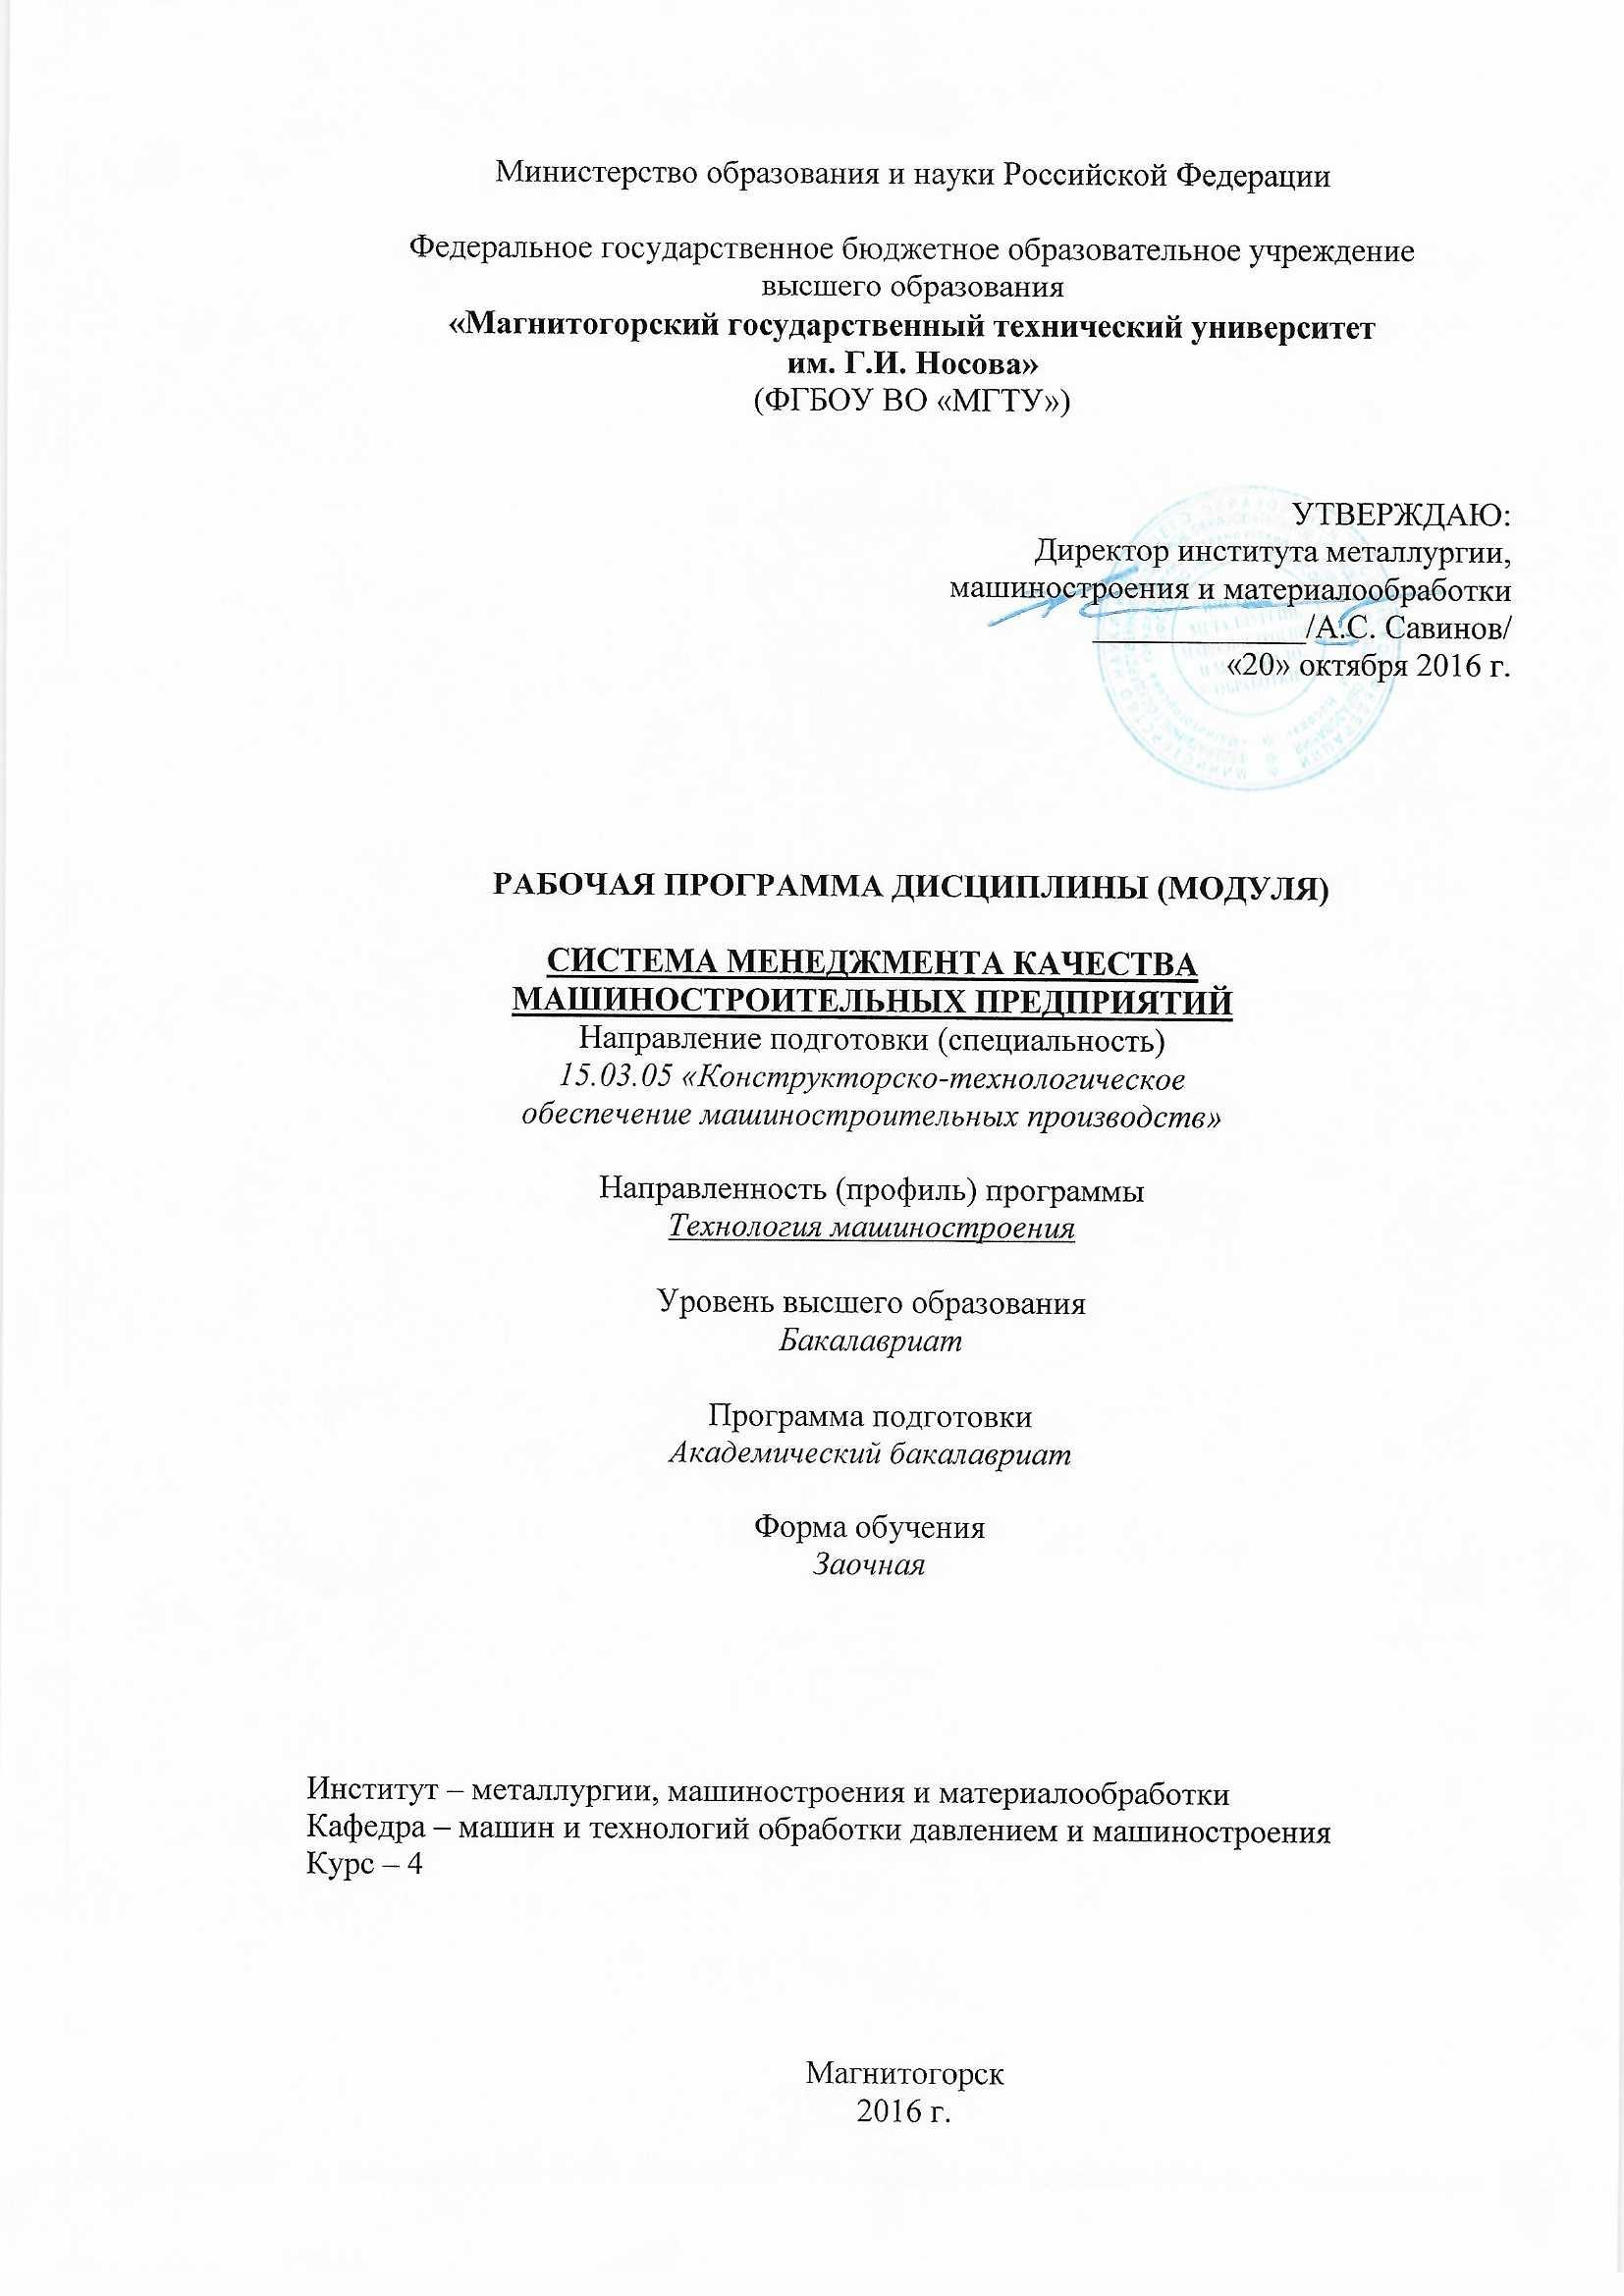 Министерство образования и науки Российской Федерации
Федеральное государственное бюджетное образовательное учреждение
высшего образования
«Магнитогорский государственный технический университет
им. Г.И. Носова»
(ФГБОУ ВО «МГТУ»)
УТВЕРЖДАЮ:
Директор института металлургии,
машиностроения и материалообработки
/А.С. Савинов/
«20» октября 2016 г.
РАБОЧАЯ ПРОГРАММА ДИСЦИПЛИНЫ (МОДУЛЯ)
СИСТЕМА МЕНЕДЖМЕНТА КАЧЕСТВА
МАШИНОСТРОИТЕЛЬНЫХ ПРЕДПРИЯТИЙ
Направление подготовки (специальность)
15.03.05 «Конструкторско-технологическое
обеспечение машиностроительных производств»
Направленность (профиль) программы
Технология машиностроения
Уровень высшего образования
Бакалавриат
Программа подготовки
Академический бакалавриат
Форма обучения
Заочная
Институт – металлургии, машиностроения и материалообработки
Кафедра – машин и технологий обработки давлением и машиностроения
Курс – 4
Магнитогорск
2016 г.